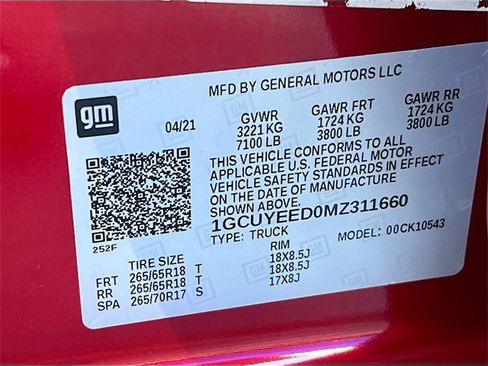 MFD BY GENERAL MOTORS LLC
gm
04/21 GVWR GAWR FRT GAWR RR
3221 KG 1724 KG 1724 KG
7100 LB 3800 LB 3800 LB
THIS VEHICLE CONFORMS TO ALL
APPLICABLE U.S. FEDERAL MOTOR
VEHICLE SAFETY STANDARDS IN EFFECT
ON THE DATE OF MANUFACTURE
SHOWN ABOVE.
1GCUYEED0MZ311660
TYPE: TRUCK MODEL: 00CK10543
252F
TIRE SIZE RIM
FRT 265/65R18 T 18X8.5J
RR 265/65R18 T 18X8.5J
SPA 265/70R17 S 17X8J